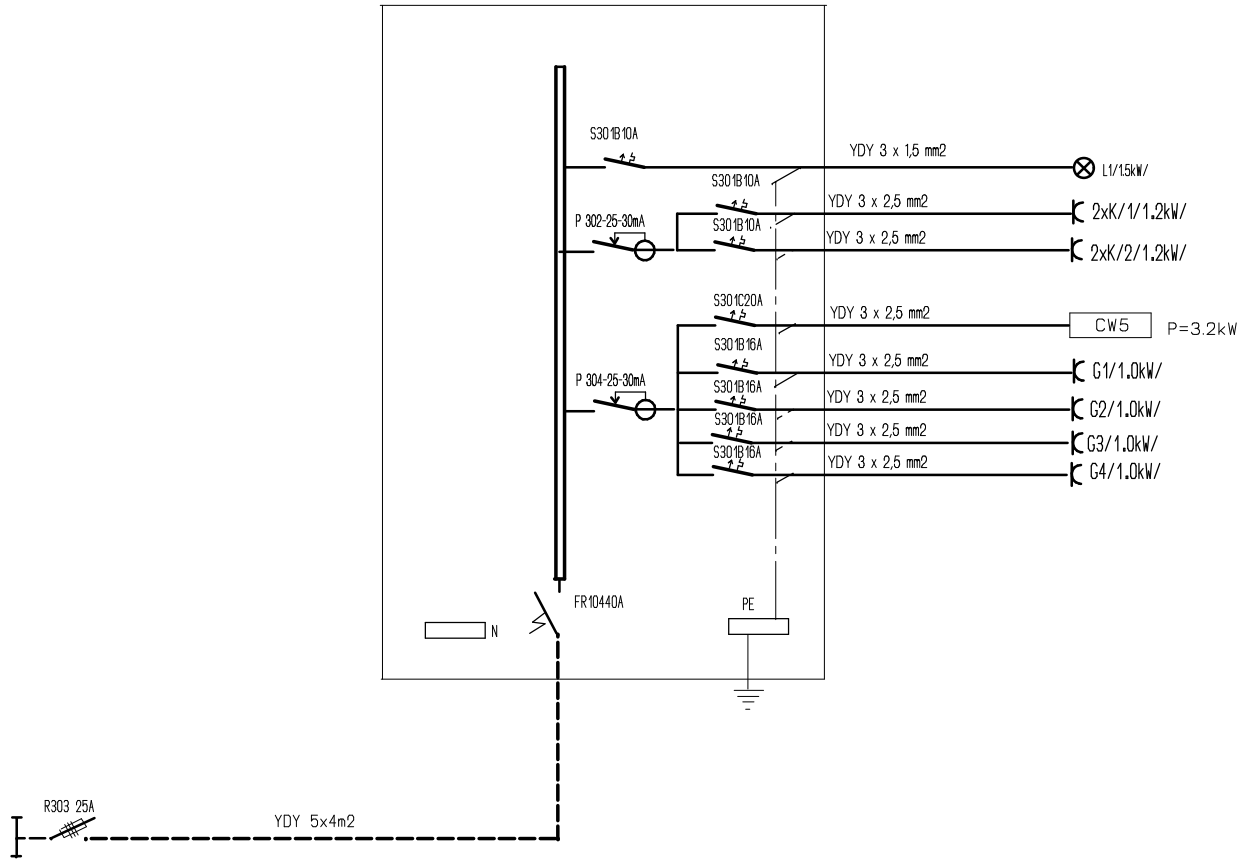 S301B10A
YDY 3 x 1,5 mm2
L1/1.5kW/
S301B10A
YDY 3 x 2,5 mm2
2xK/1/1.2kW/
P 302-25-30mA
S301B10A
YDY 3 x 2,5 mm2
2xK/2/1.2kW/
S301C20A
YDY 3 x 2,5 mm2
CW5
P=3.2kW
S301B16A
YDY 3 x 2,5 mm2
G1/1.0kW/
P 304-25-30mA
S301B16A
YDY 3 x 2,5 mm2
G2/1.0kW/
S301B16A
YDY 3 x 2,5 mm2
G3/1.0kW/
S301B16A
YDY 3 x 2,5 mm2
G4/1.0kW/
FR10440A
PE
N
R303 25A
YDY 5x4m2